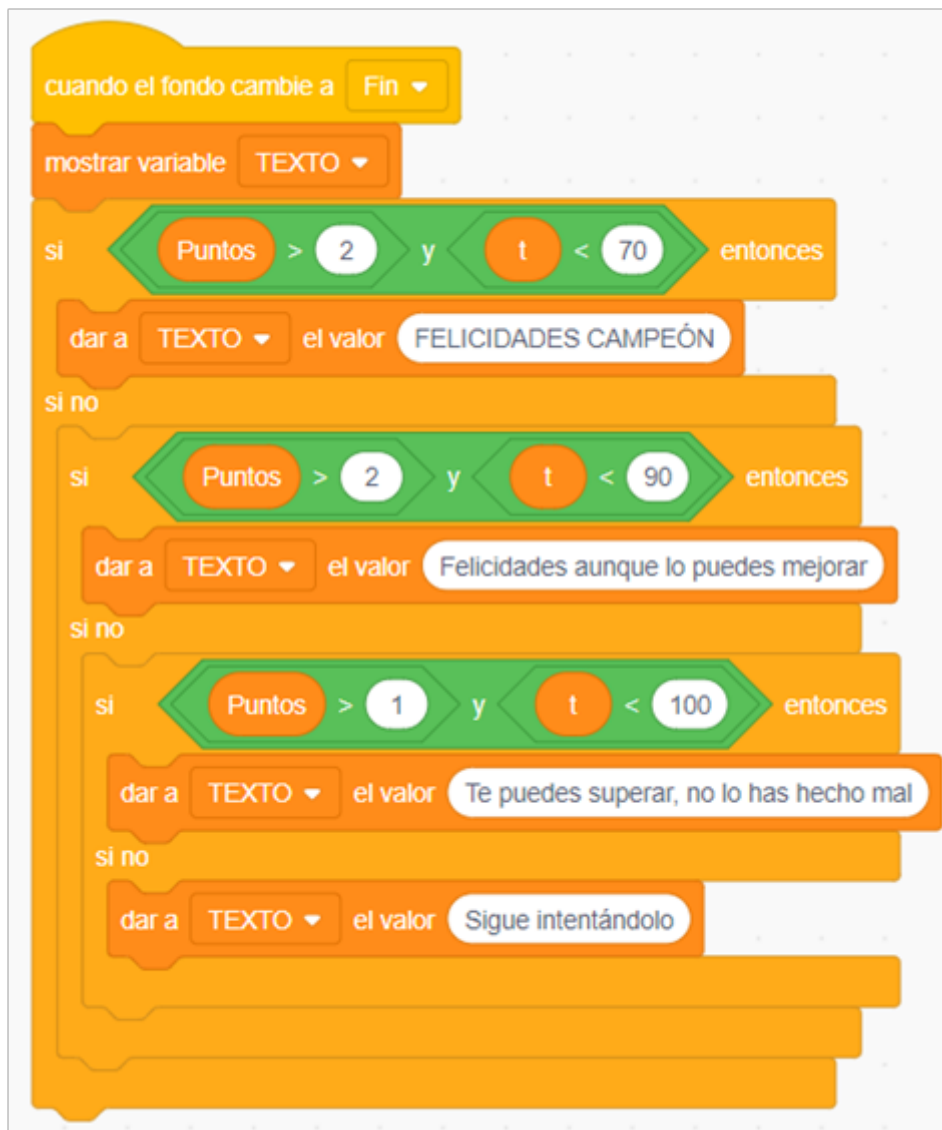 cuando el fondo cambie a Fin
mostrar variable TEXTO
si Puntos > 2 y t < 70 entonces
dar a TEXTO el valor FELICIDADES CAMPEÓN
si no
si Puntos > 2 y t < 90 entonces
dar a TEXTO el valor Felicidades aunque lo puedes mejorar
si no
si Puntos > 1 y t < 100 entonces
dar a TEXTO el valor Te puedes superar, no lo has hecho mal
si no
dar a TEXTO el valor Sigue intentándolo